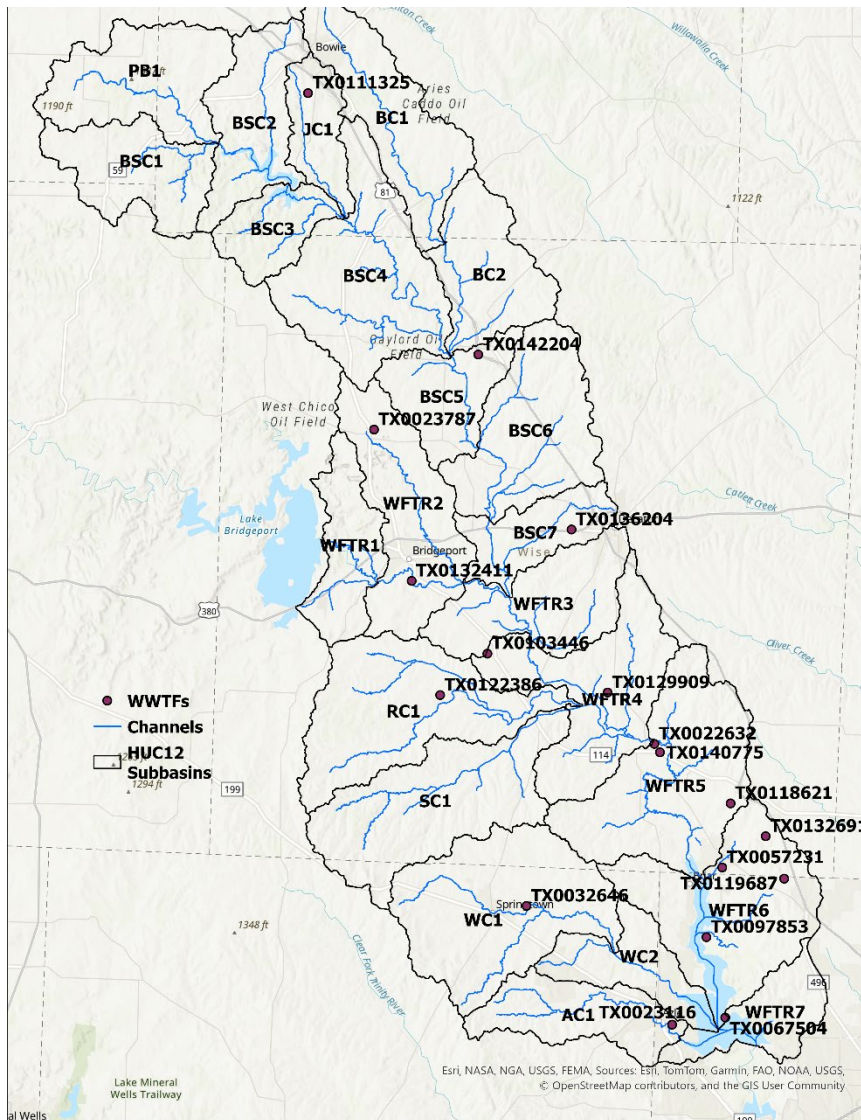 Bowie
Willawalla Creek
PB1
1190 ft
TX0111325
Aries
Caddo Oil
Field
BC1
BSC2
JC1
BSC1
59
81
1122 ft
BSC3
BSC4
BC2
Gaylord Oil
Field
TX0142204
BSC5
West Chico
Oil Field
TX0023787
BSC6
Catlett Creek
WFTR2
Lake
Bridgeport
WFTR1
TX0136204
BSC7
Wise
Bridgeport
TX0132411
380
WFTR3
Oliver Creek
TX0103446
TX0122386
TX0129909
RC1
WFTR4
WWTFs
Channels
HUC12
Subbasins
1294 ft
199
TX0022632
TX0140775
114
WFTR5
SC1
TX0118621
TX0132691
TX0057231
TX0119687
TX0032646
Springtown
WC1
WFTR6
TX0097853
1348 ft
Clear Fork Trinity River
WC2
496
AC1
TX0023116
WFTR7
TX0067504
Esri, NASA, NGA, USGS, FEMA, Sources: Esri, TomTom, Garmin, FAO, NOAA, USGS,
© OpenStreetMap contributors, and the GIS User Community
Lake Mineral
Wells Trailway
al Wells